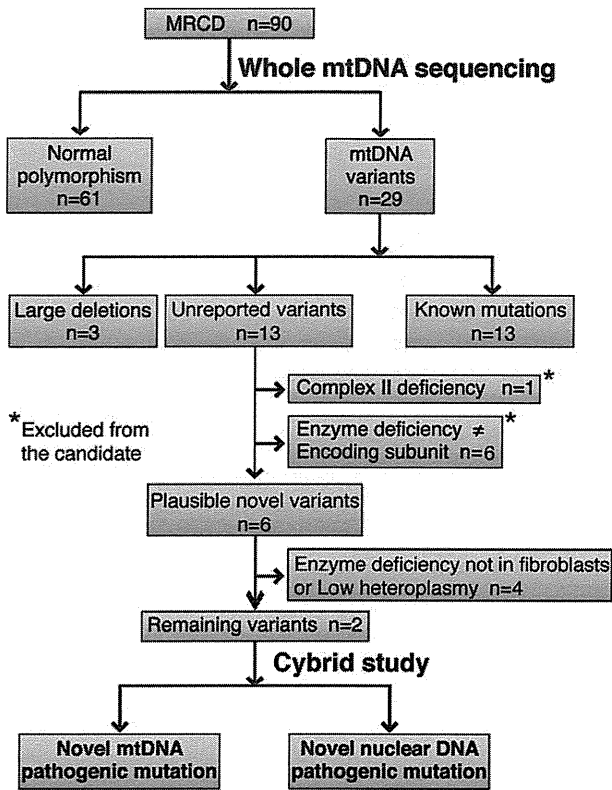 MRCD n=90
Whole mtDNA sequencing
Normal
polymorphism
n=61
mtDNA
variants
n=29
Large deletions
n=3
Unreported variants
n=13
Known mutations
n=13
Complex II deficiency n=1*
*Excluded from
the candidate
Enzyme deficiency ≠ *
Encoding subunit n=6
Plausible novel variants
n=6
Enzyme deficiency not in fibroblasts
or Low heteroplasmy n=4
Remaining variants n=2
Cybrid study
Novel mtDNA
pathogenic mutation
Novel nuclear DNA
pathogenic mutation